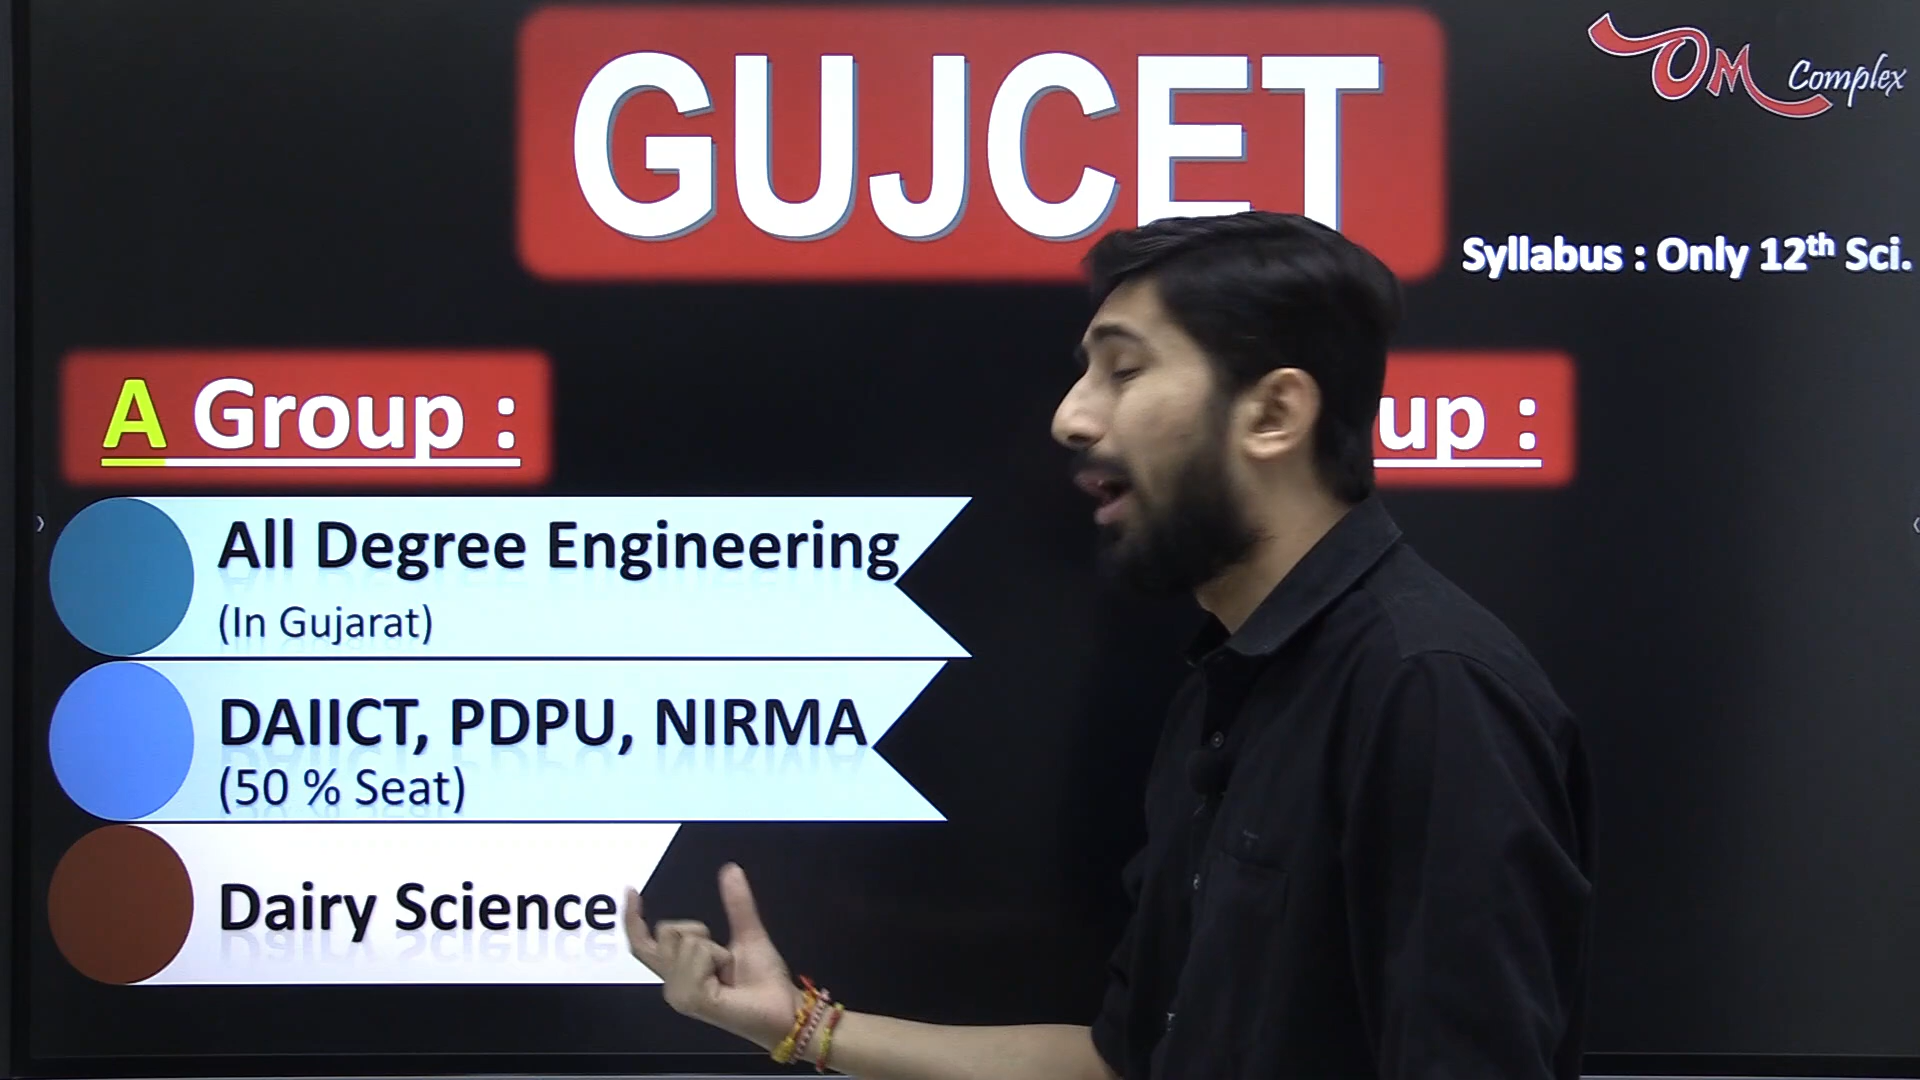 GUJCET
OM Complex
Syllabus : Only 12th Sci.
A Group :
up :
All Degree Engineering
(In Gujarat)
DAIICT, PDPU, NIRMA
(50 % Seat)
Dairy Science